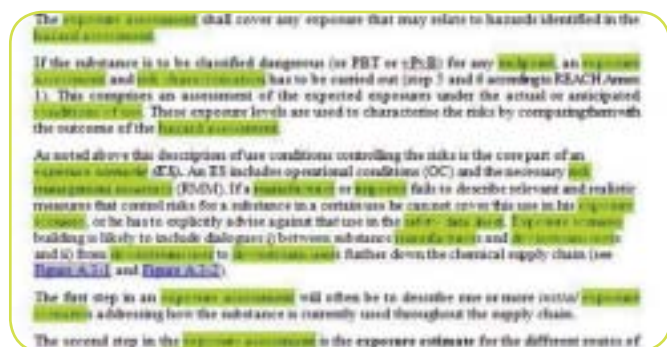 The exposure assessment shall cover any exposure that may relate to hazards identified in the
hazard assessment.
If the substance is to be classified dangerous (or PBT or vPvB) for any endpoint, an exposure
assessment and risk characterisation has to be carried out (step 5 and 6 according to REACH Annex
1). This comprises an assessment of the expected exposures under the actual or anticipated
conditions of use. These exposure levels are used to characterise the risks by comparing them with
the outcome of the hazard assessment.
As noted above this description of use conditions controlling the risks is the core part of an
exposure scenario (ES). An ES includes operational conditions (OC) and the necessary risk
management measures (RMM). If a manufacturer or importer fails to describe relevant and realistic
measures that control risks for a substance in a certain use he cannot cover this use in his exposure
scenario, or he has to explicitly advise against that use in the safety data sheet. Exposure scenario
building is likely to include dialogues i) between substance manufacturers and downstream users
and ii) from downstream users to downstream users further down the chemical supply chain (see
Figure A.2-1 and Figure A.2-2).
The first step in an exposure assessment will often be to describe one or more initial exposure
scenarios addressing how the substance is currently used throughout the supply chain.
The second step in the exposure assessment is the exposure estimate for the different routes of